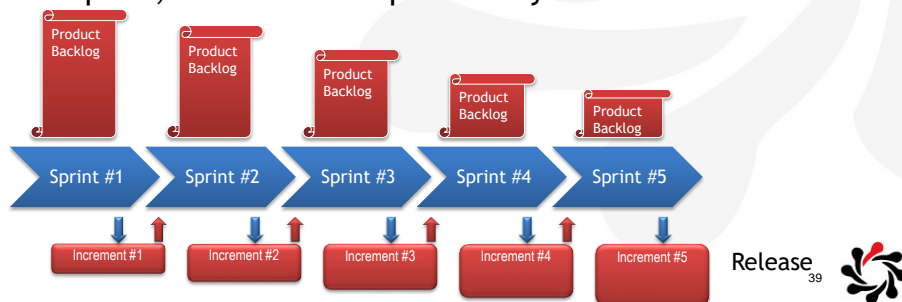 Product
Backlog
Product
Backlog
Product
Backlog
Product
Backlog
Product
Backlog
Sprint #1
Sprint #2
Sprint #3
Sprint #4
Sprint #5
Increment #1
Increment #2
Increment #3
Increment #4
Increment #5
Release
39